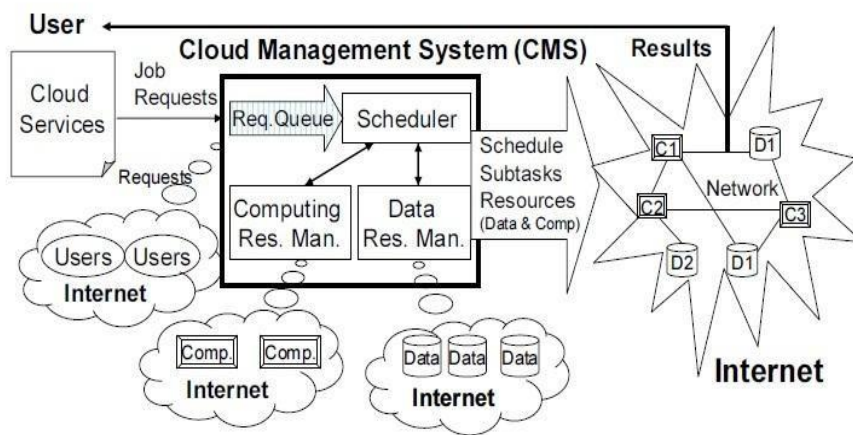 User
Cloud Management System (CMS)
Results
Cloud
Services
Job
Requests
Req.Queue
Scheduler
Schedule
Subtasks
Resources
(Data & Comp)
C1
D1
Network
C2
C3
D2
D1
Internet
Requests
Computing
Res. Man.
Data
Res. Man.
Users
Users
Internet
Comp.
Comp.
Internet
Data
Data
Data
Internet